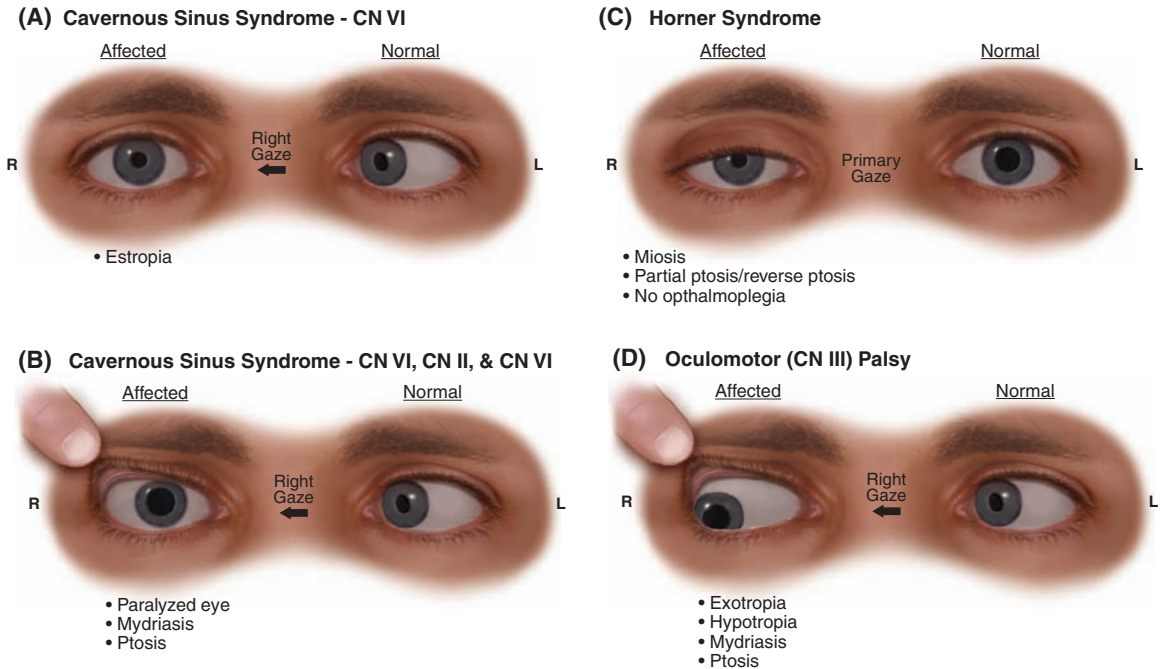 (A) Cavernous Sinus Syndrome - CN VI
Affected
Normal
R
Right
Gaze
L
• Estropia
(C) Horner Syndrome
Affected
Normal
R
Primary
Gaze
L
• Miosis
• Partial ptosis/reverse ptosis
• No opthalmoplegia
(B) Cavernous Sinus Syndrome - CN VI, CN II, & CN VI
Affected
Normal
R
Right
Gaze
L
• Paralyzed eye
• Mydriasis
• Ptosis
(D) Oculomotor (CN III) Palsy
Affected
Normal
R
Right
Gaze
L
• Exotropia
• Hypotropia
• Mydriasis
• Ptosis